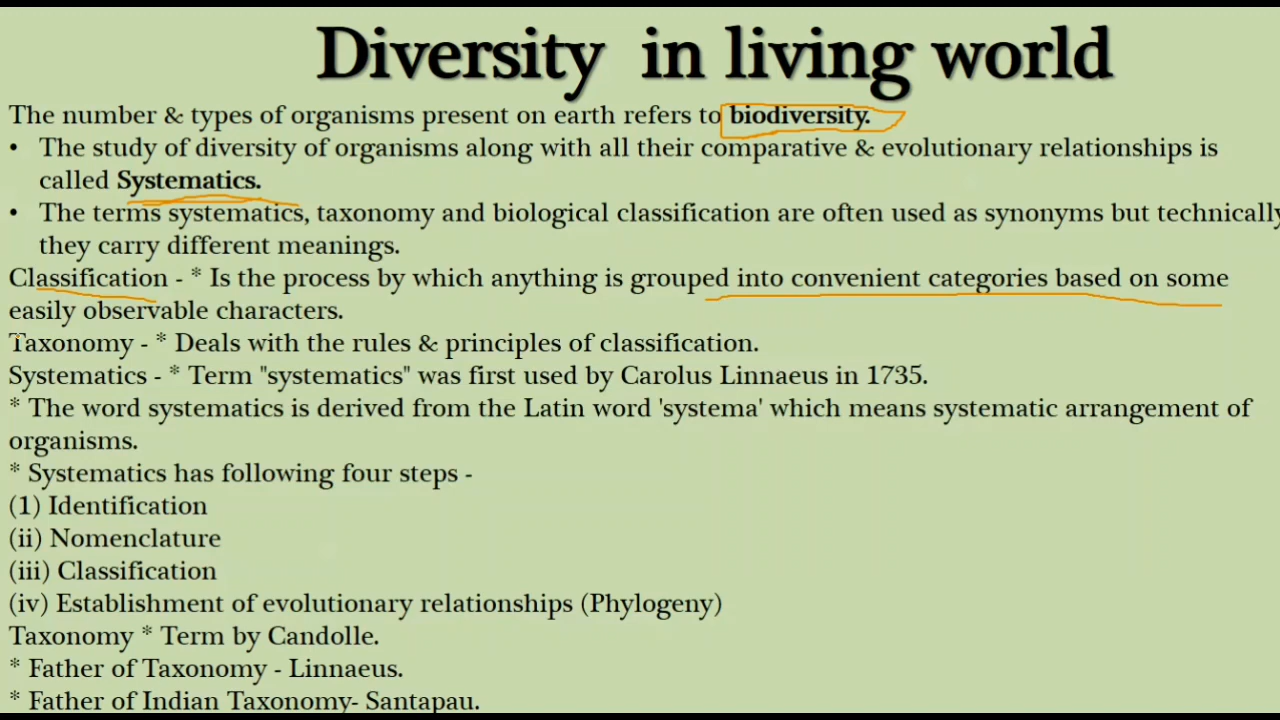 Diversity in living world
The number & types of organisms present on earth refers to biodiversity.
• The study of diversity of organisms along with all their comparative & evolutionary relationships is
called Systematics.
• The terms systematics, taxonomy and biological classification are often used as synonyms but technically
they carry different meanings.
Classification - * Is the process by which anything is grouped into convenient categories based on some
easily observable characters.
Taxonomy - * Deals with the rules & principles of classification.
Systematics - * Term "systematics" was first used by Carolus Linnaeus in 1735.
* The word systematics is derived from the Latin word 'systema' which means systematic arrangement of
organisms.
* Systematics has following four steps -
(1) Identification
(ii) Nomenclature
(iii) Classification
(iv) Establishment of evolutionary relationships (Phylogeny)
Taxonomy * Term by Candolle.
* Father of Taxonomy - Linnaeus.
* Father of Indian Taxonomy- Santapau.